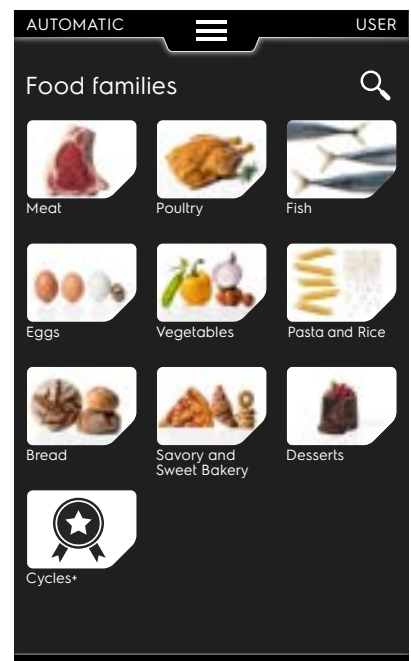 AUTOMATIC
USER
Food families
Meat
Poultry
Fish
Eggs
Vegetables
Pasta and Rice
Bread
Savory and
Sweet Bakery
Desserts
Cycles+